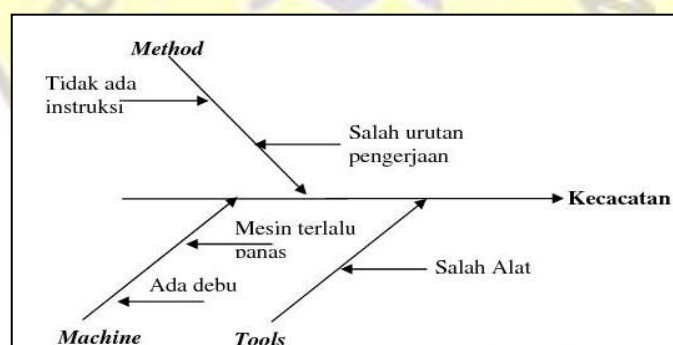 Method
Tidak ada
instruksi
Salah urutan
pengerjaan
Kecacatan
Mesin terlalu
panas
Salah Alat
Ada debu
Machine
Tools